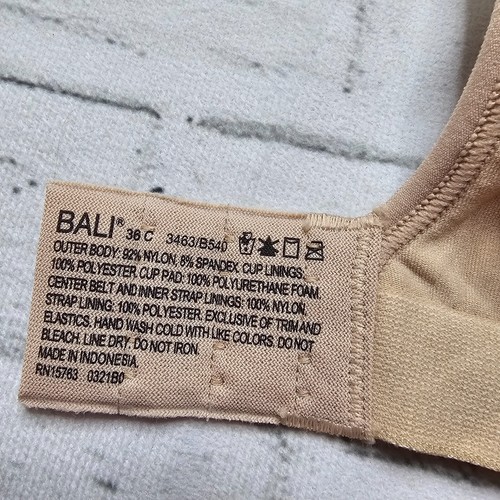 BALI® 36 C 3463/B540
OUTER BODY: 92% NYLON, 8% SPANDEX. CUP LININGS:
100% POLYESTER CUP PAD: 100% POLYURETHANE FOAM.
CENTER BELT AND INNER STRAP LININGS: 100% NYLON,
STRAP LINING: 100% POLYESTER. EXCLUSIVE OF TRIM AND
ELASTICS. HAND WASH COLD WITH LIKE COLORS. DO NOT
BLEACH. LINE DRY. DO NOT IRON.
MADE IN INDONESIA.
RN15763 0321B0